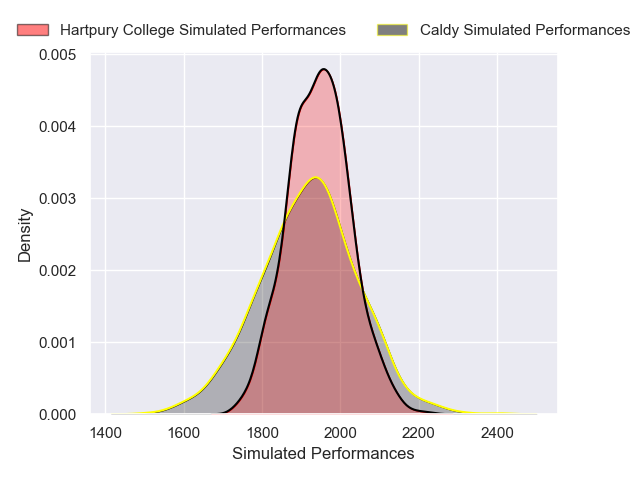 Hartpury College Simulated Performances
Caldy Simulated Performances
0.005
0.004
0.003
0.002
0.001
0.000
Density
1400 1600 1800 2000 2200 2400
Simulated Performances